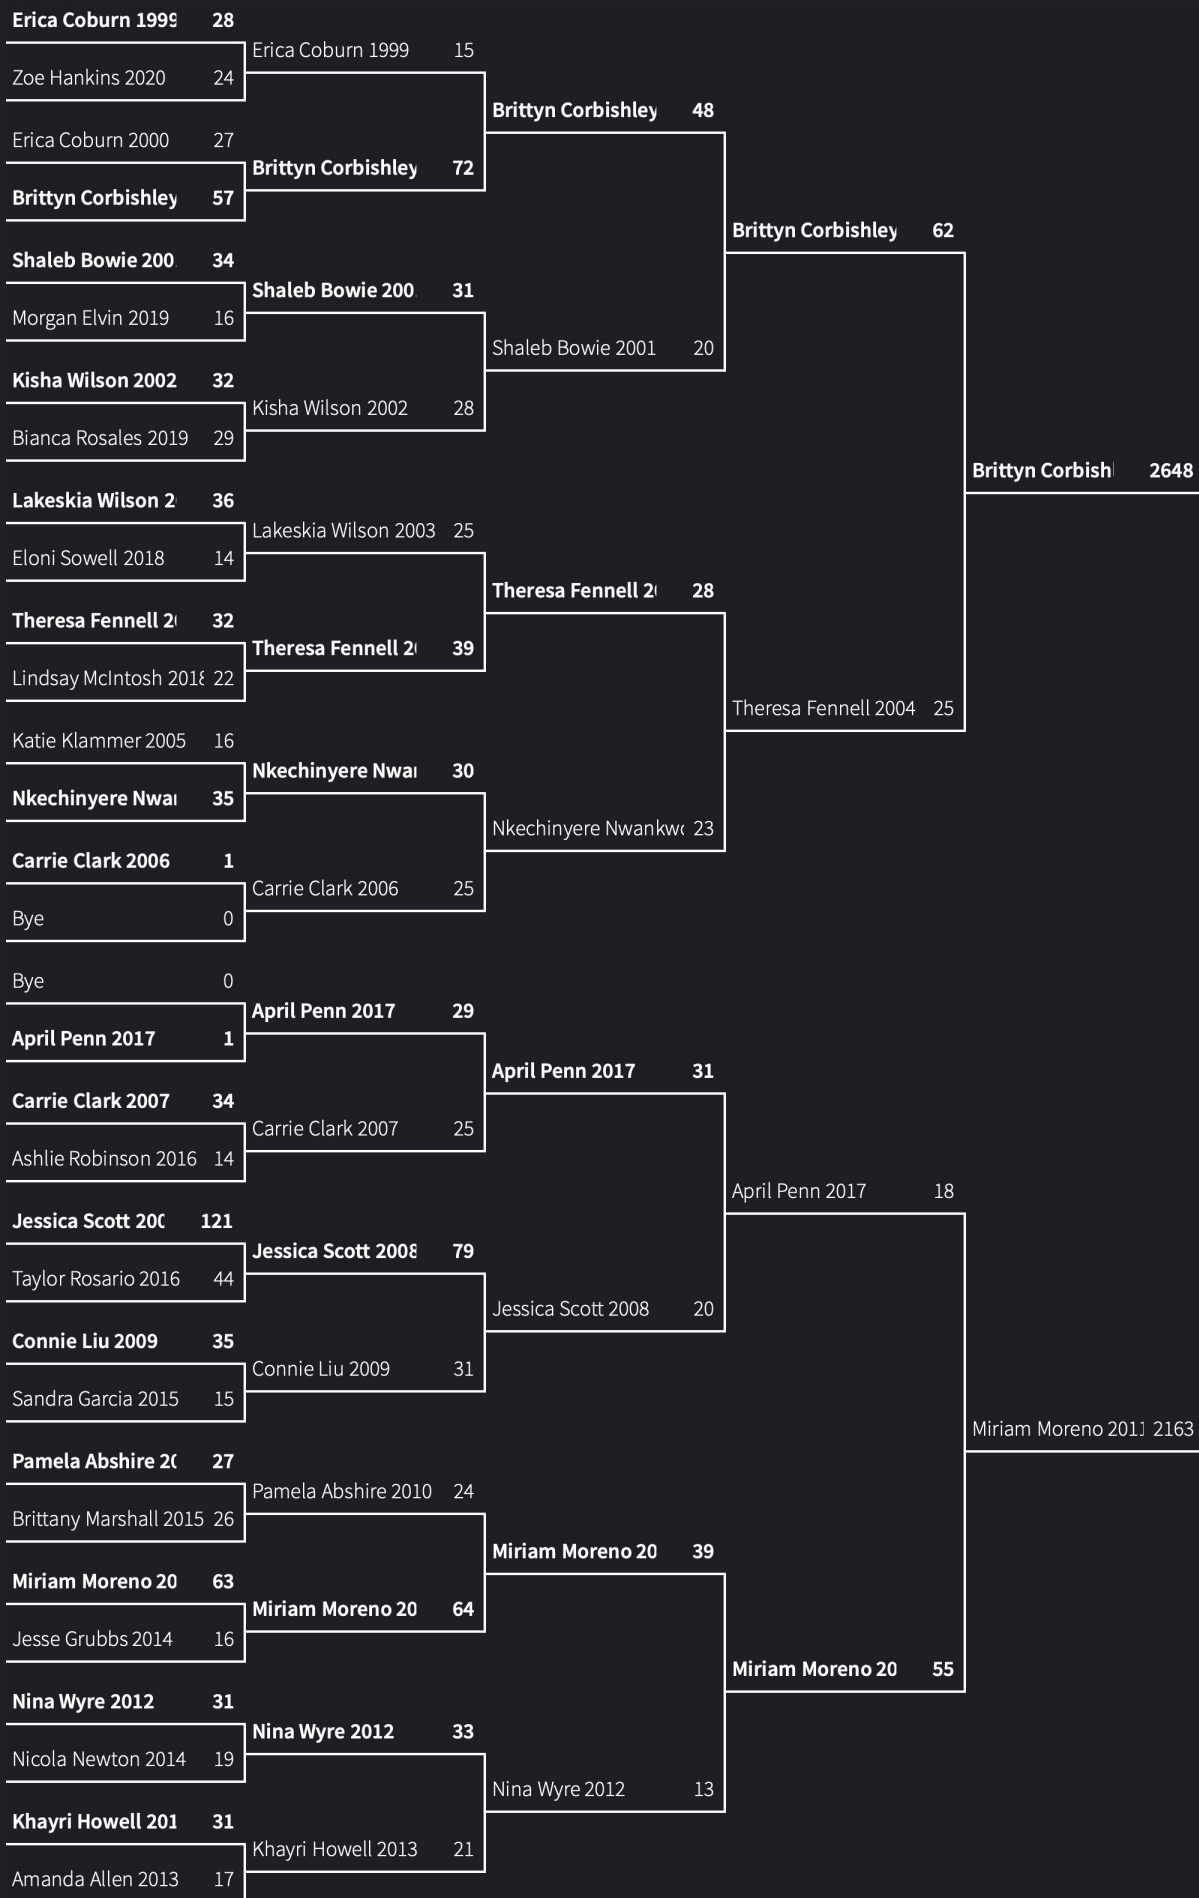 Erica Coburn 1999 28
Zoe Hankins 2020 24
Erica Coburn 2000 27
Brittyn Corbishley 57
Shaleb Bowie 200 34
Morgan Elvin 2019 16
Kisha Wilson 2002 32
Bianca Rosales 2019 29
Lakeskia Wilson 2 36
Eloni Sowell 2018 14
Theresa Fennell 2 32
Lindsay McIntosh 2018 22
Katie Klammer 2005 16
Nkechinyere Nwan 35
Carrie Clark 2006 1
Bye 0
Bye 0
April Penn 2017 1
Carrie Clark 2007 34
Ashlie Robinson 2016 14
Jessica Scott 200 121
Taylor Rosario 2016 44
Connie Liu 2009 35
Sandra Garcia 2015 15
Pamela Abshire 20 27
Brittany Marshall 2015 26
Miriam Moreno 20 63
Jesse Grubbs 2014 16
Nina Wyre 2012 31
Nicola Newton 2014 19
Khayri Howell 201 31
Amanda Allen 2013 17
Erica Coburn 1999 15
Brittyn Corbishley 72
Shaleb Bowie 200 31
Kisha Wilson 2002 28
Lakeskia Wilson 2003 25
Theresa Fennell 2 39
Nkechinyere Nwan 30
Carrie Clark 2006 25
April Penn 2017 29
Carrie Clark 2007 25
Jessica Scott 2008 79
Connie Liu 2009 31
Pamela Abshire 2010 24
Miriam Moreno 20 64
Nina Wyre 2012 33
Khayri Howell 2013 21
Brittyn Corbishley 48
Shaleb Bowie 2001 20
Theresa Fennell 2 28
Nkechinyere Nwankwo 23
April Penn 2017 31
Jessica Scott 2008 20
Miriam Moreno 20 39
Nina Wyre 2012 13
Brittyn Corbishley 62
Theresa Fennell 2004 25
April Penn 2017 18
Miriam Moreno 20 55
Brittyn Corbish 2648
Miriam Moreno 2011 2163